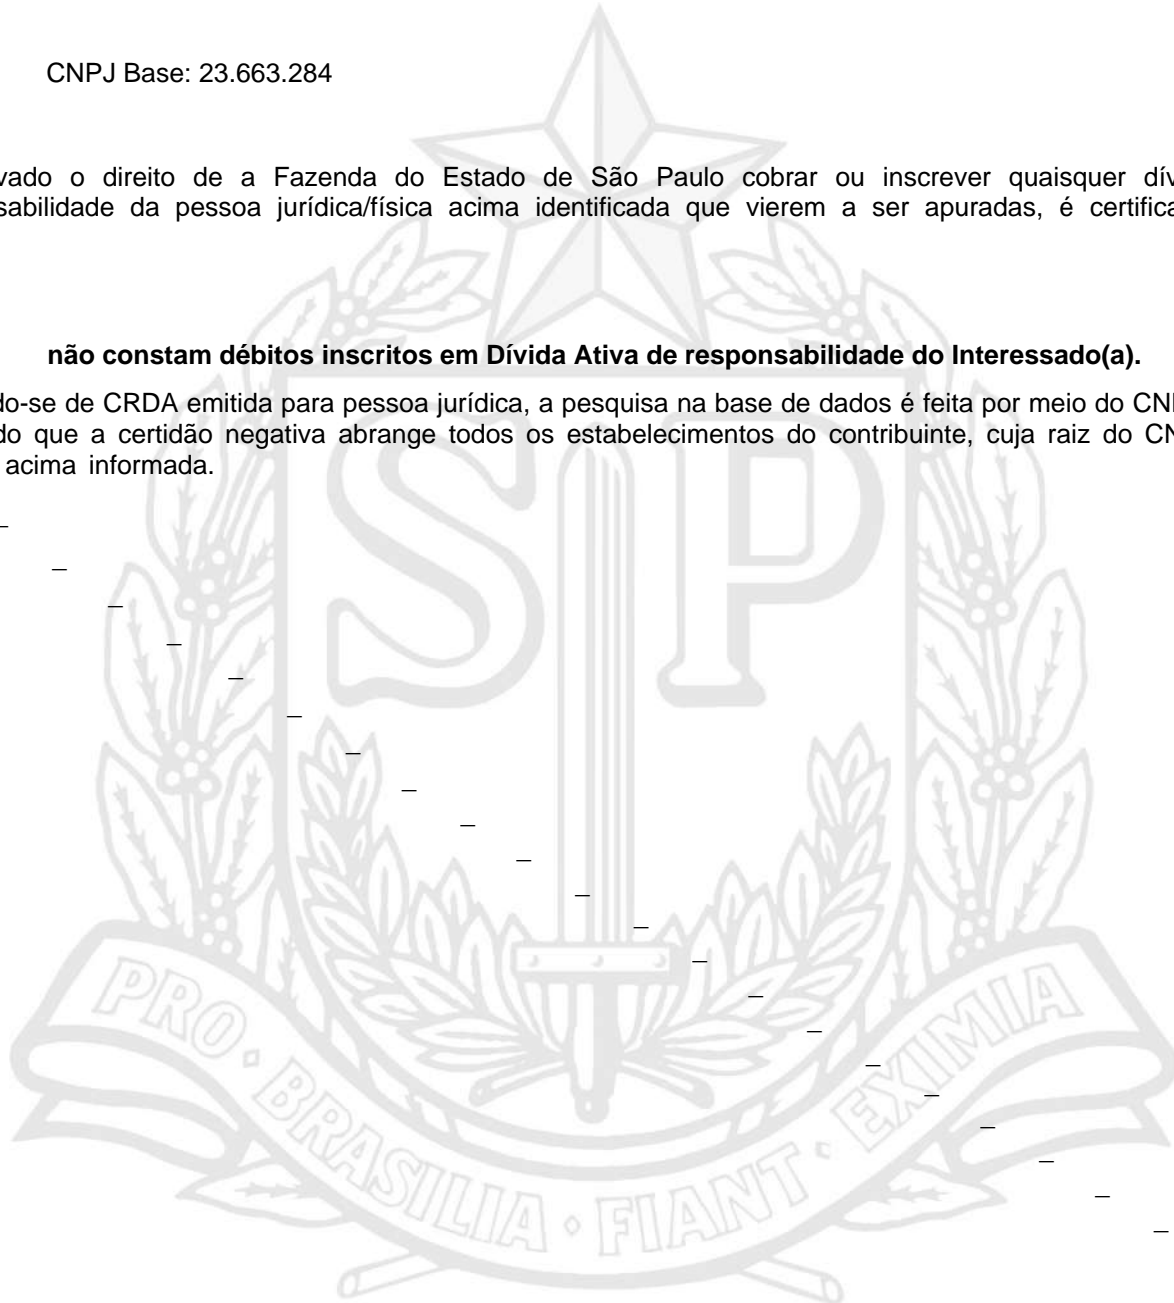 CNPJ Base: 23.663.284
vado o direito de a Fazenda do Estado de São Paulo cobrar ou inscrever quaisquer dív
sabilidade da pessoa jurídica/física acima identificada que vierem a ser apuradas, é certifica
não constam débitos inscritos em Dívida Ativa de responsabilidade do Interessado(a).
do-se de CRDA emitida para pessoa jurídica, a pesquisa na base de dados é feita por meio do CN
do que a certidão negativa abrange todos os estabelecimentos do contribuinte, cuja raiz do CN
acima informada.
SP
PRO • BRASILIA • FIANT • EXIMIA